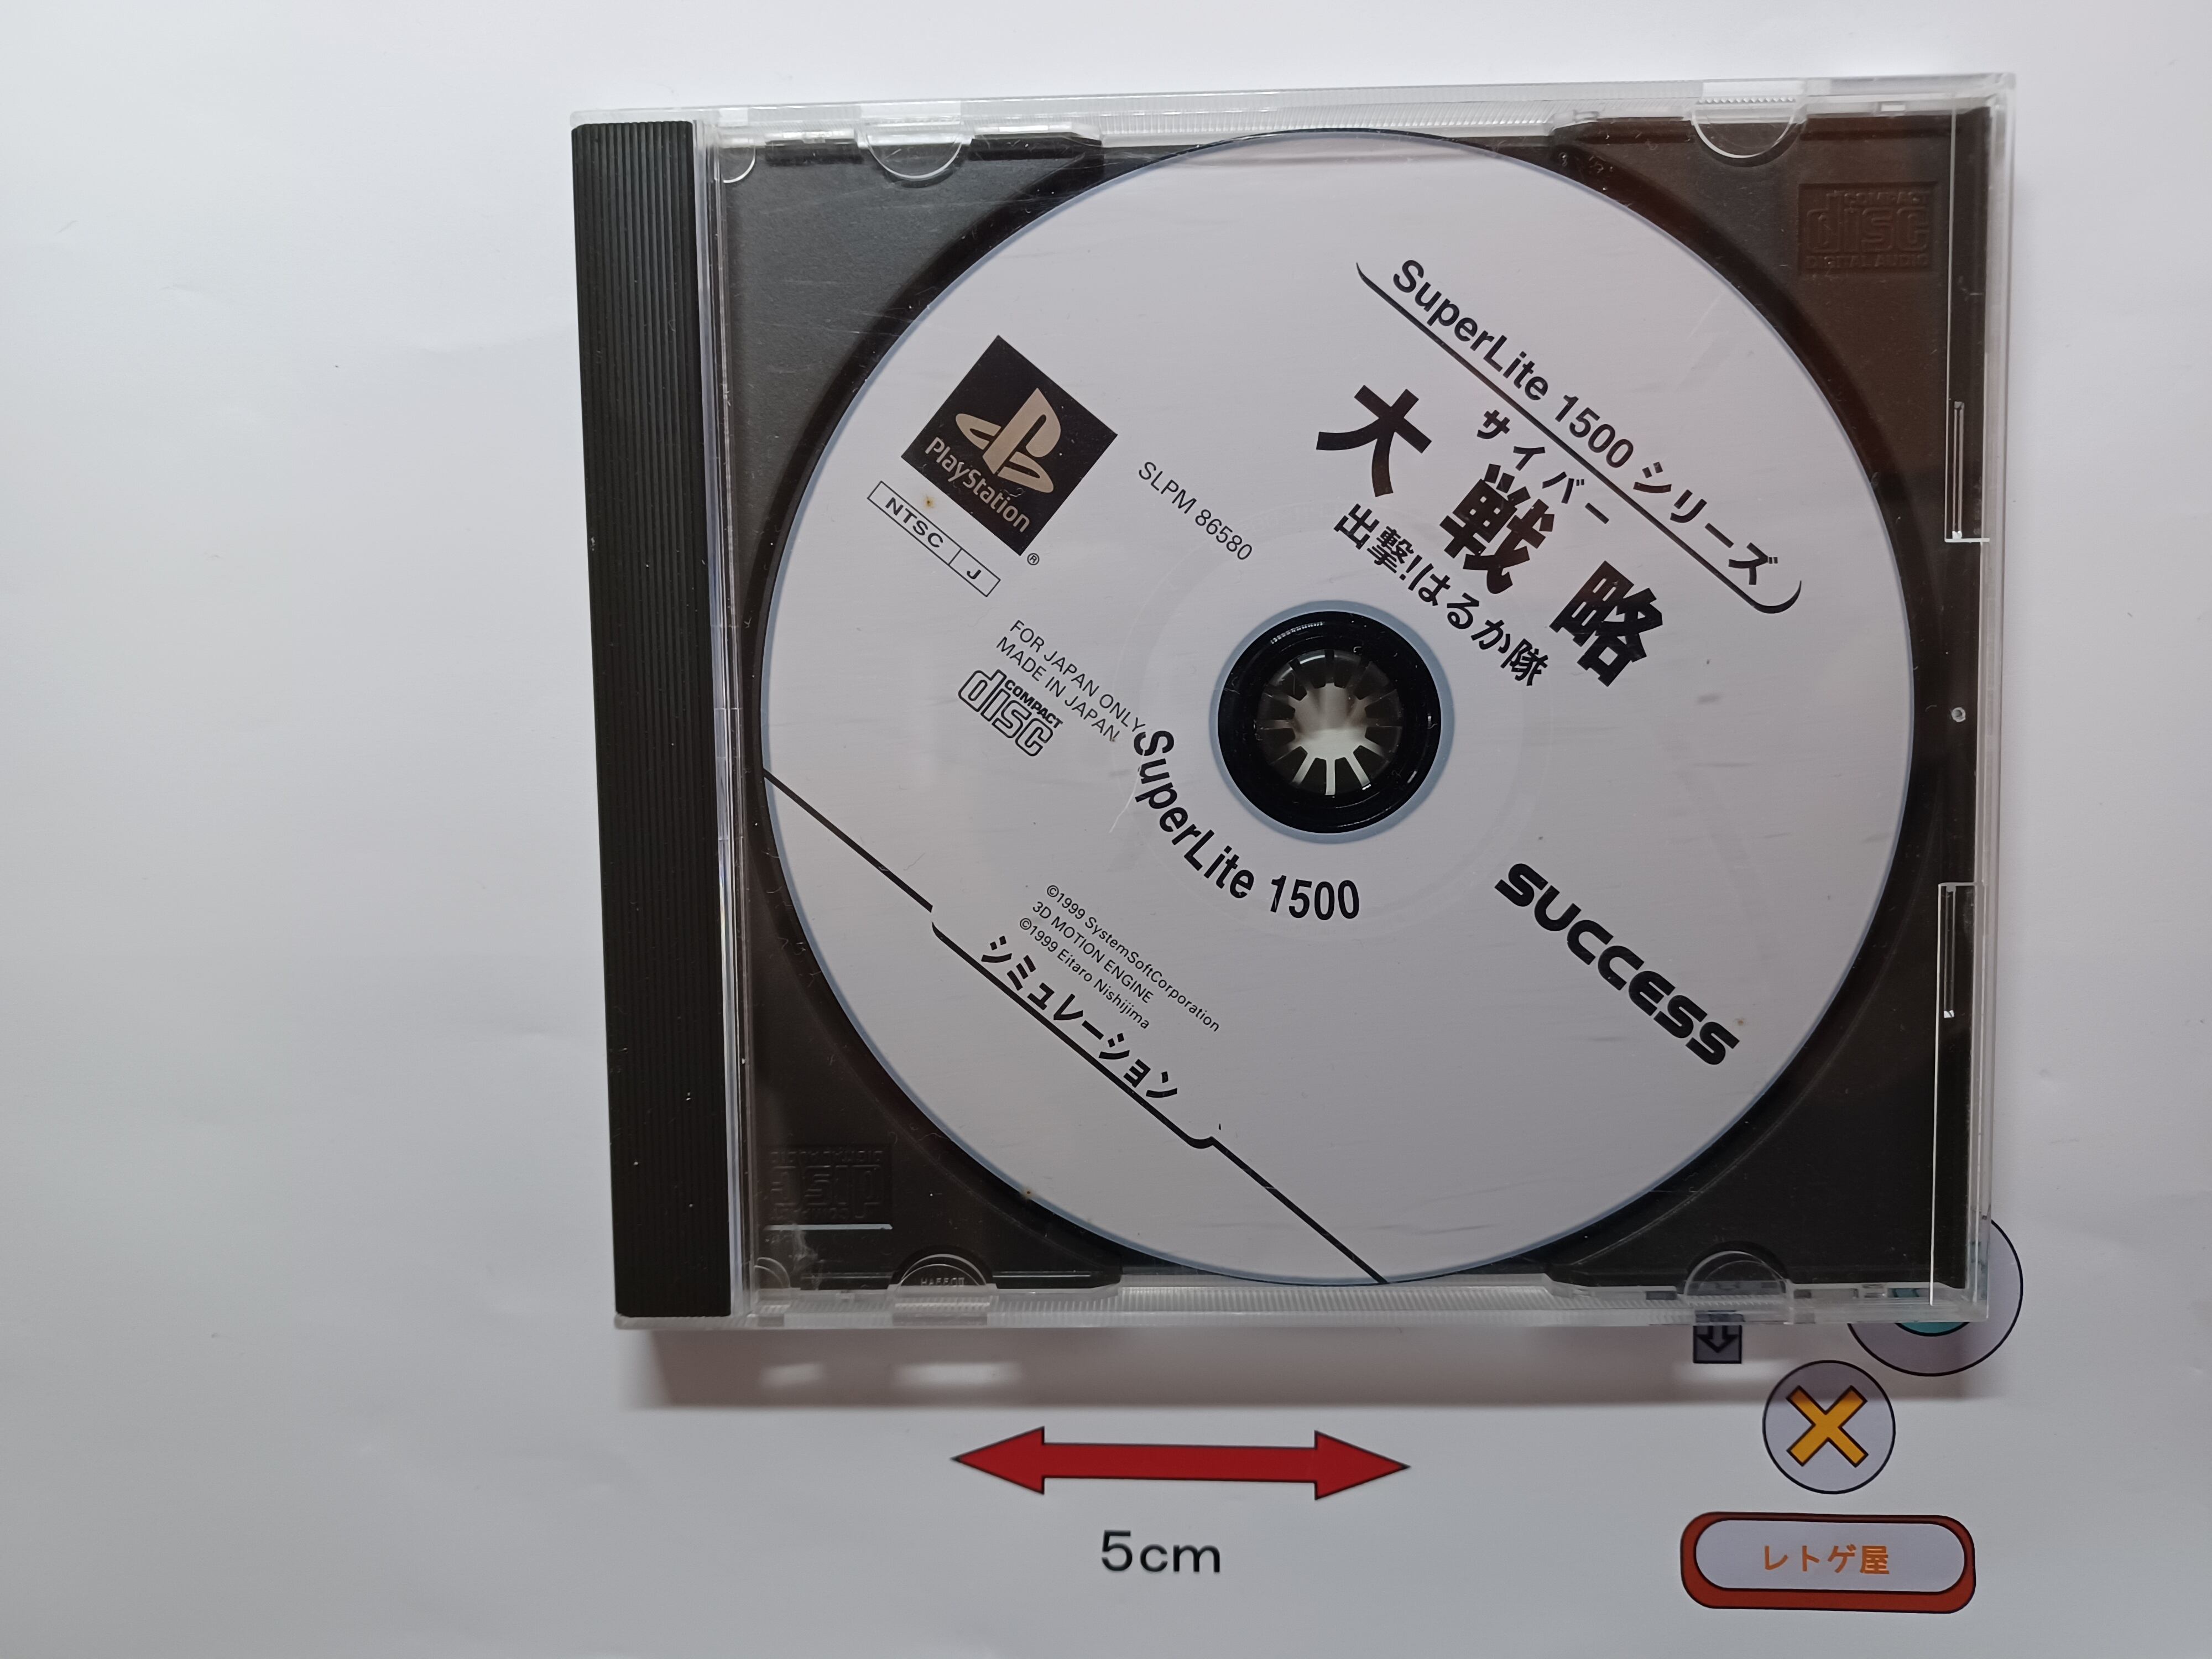 SuperLite 1500 シリーズ
サイバー
大戦略
出撃!はるか隊
PlayStation
®
NTSC J
SLPM 86580
FOR JAPAN ONLY
MADE IN JAPAN
COMPACT
disc
SuperLite 1500
SUCCESS
©1999 SystemSoftCorporation
3D MOTION ENGINE
©1999 Eitaro Nishijima
シミュレーション
COMPACT
disc
DIGITAL AUDIO
5cm
レトゲ屋